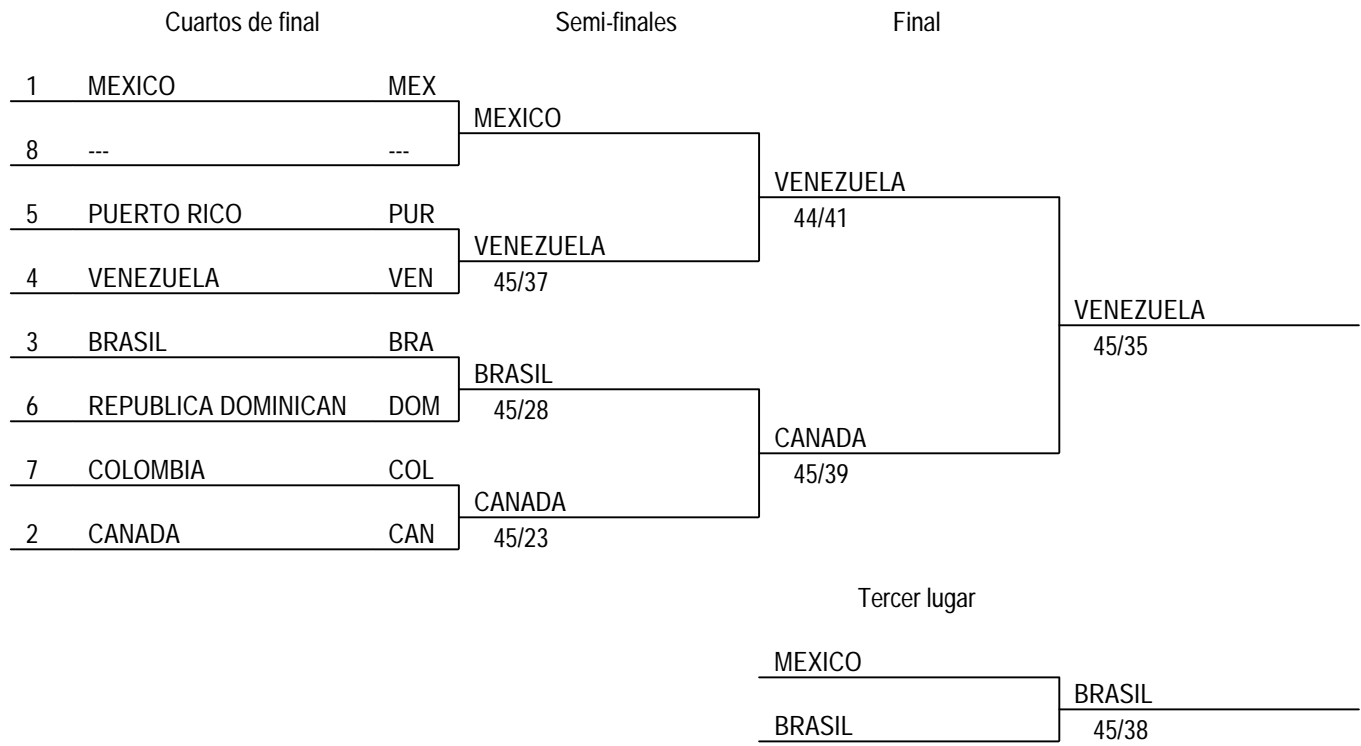 Cuartos de final Semi-finales Final
1 MEXICO MEX
MEXICO
8 --- ---
VENEZUELA
5 PUERTO RICO PUR
44/41
VENEZUELA
4 VENEZUELA VEN
45/37
VENEZUELA
3 BRASIL BRA
45/35
BRASIL
6 REPUBLICA DOMINICAN DOM
45/28
CANADA
7 COLOMBIA COL
45/39
CANADA
2 CANADA CAN
45/23
Tercer lugar
MEXICO
BRASIL
BRASIL
45/38